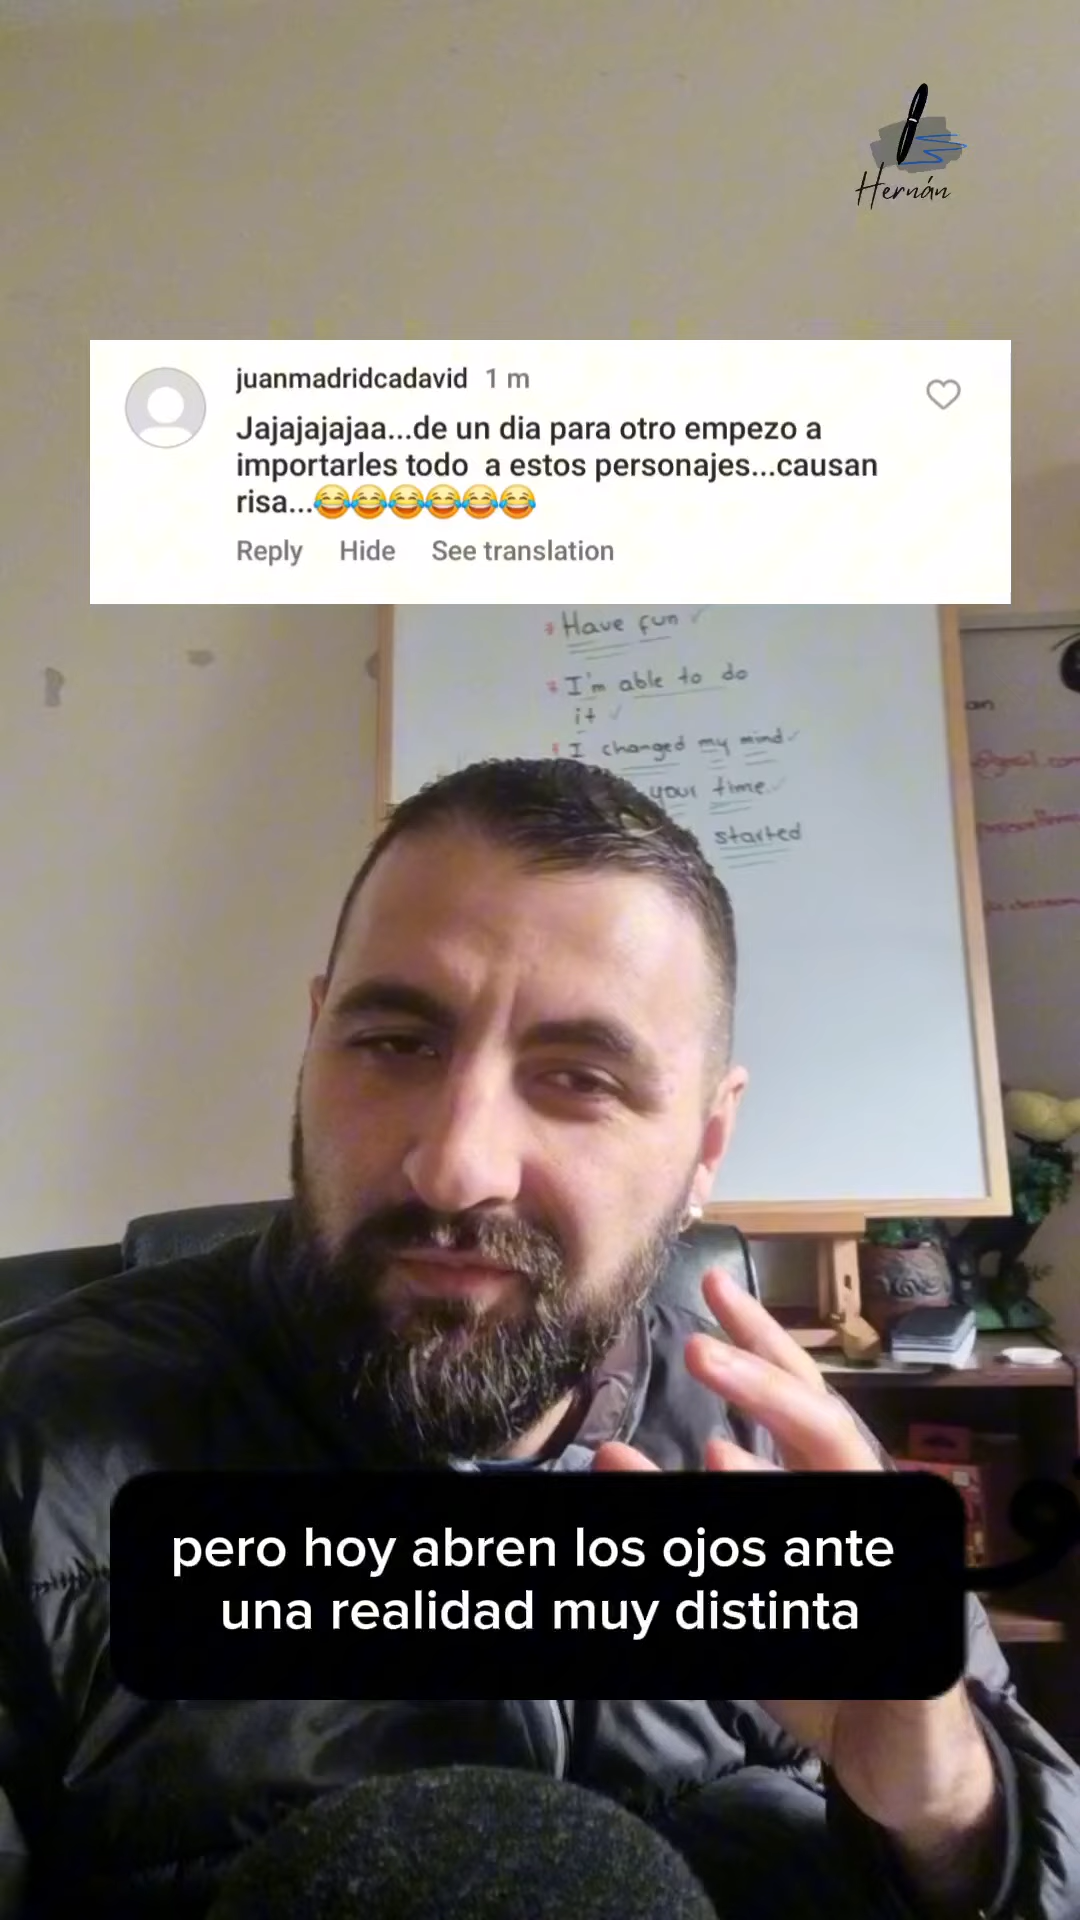 Hernán
juanmadridcadavid 1 m
Jajajajajaa...de un dia para otro empezo a
importarles todo a estos personajes...causan
risa...😂😂😂😂😂😂
Reply Hide See translation
* Have fun ✓
* I'm able to do
it ✓
* I changed my mind ✓
your time ✓
started
@gmail.com
pero hoy abren los ojos ante
una realidad muy distinta